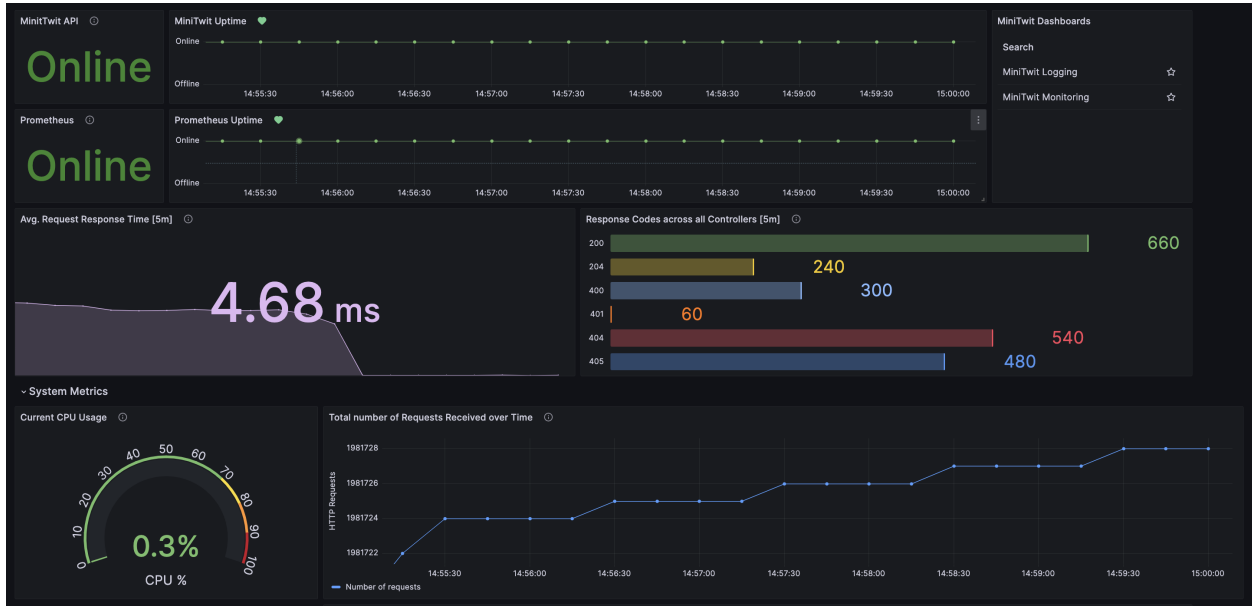 MinitTwit API
Online
MiniTwit Uptime
Online
Offline
14:55:30 14:56:00 14:56:30 14:57:00 14:57:30 14:58:00 14:58:30 14:59:00 14:59:30 15:00:00
MiniTwit Dashboards
Search
MiniTwit Logging
MiniTwit Monitoring
Prometheus
Online
Prometheus Uptime
Online
Offline
14:55:30 14:56:00 14:56:30 14:57:00 14:57:30 14:58:00 14:58:30 14:59:00 14:59:30 15:00:00
Avg. Request Response Time [5m]
4.68 ms
Response Codes across all Controllers [5m]
200 660
204 240
400 300
401 60
404 540
405 480
System Metrics
Current CPU Usage
0 10 20 30 40 50 60 70 80 90 100
0.3%
CPU %
Total number of Requests Received over Time
HTTP Requests
1981728
1981726
1981724
1981722
14:55:30 14:56:00 14:56:30 14:57:00 14:57:30 14:58:00 14:58:30 14:59:00 14:59:30 15:00:00
Number of requests